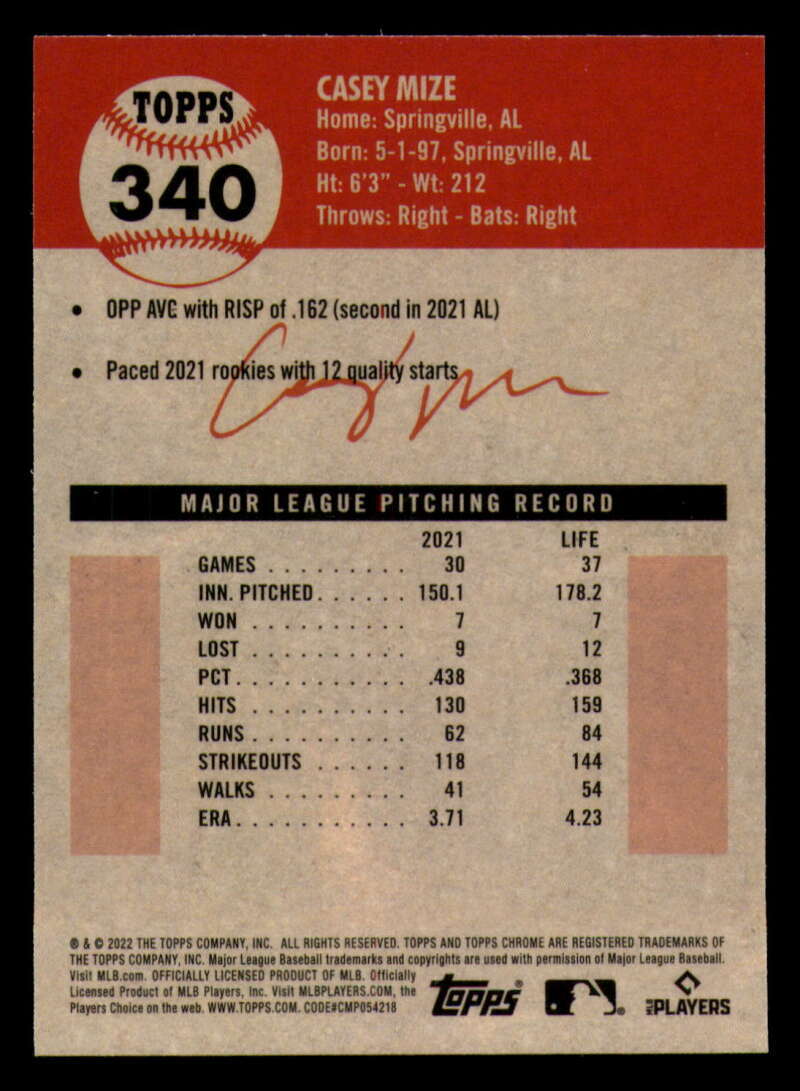 TOPPS
340
CASEY MIZE
Home: Springville, AL
Born: 5-1-97, Springville, AL
Ht: 6'3" - Wt: 212
Throws: Right - Bats: Right
• OPP AVG with RISP of .162 (second in 2021 AL)
• Paced 2021 rookies with 12 quality starts
MAJOR LEAGUE PITCHING RECORD
2021 LIFE
GAMES . . . . . . . . . 30 37
INN. PITCHED. . . . . . 150.1 178.2
WON . . . . . . . . . . 7 7
LOST . . . . . . . . . . 9 12
PCT. . . . . . . . . . . .438 .368
HITS . . . . . . . . . . 130 159
RUNS. . . . . . . . . . 62 84
STRIKEOUTS . . . . . . 118 144
WALKS . . . . . . . . . 41 54
ERA. . . . . . . . . . . 3.71 4.23
® & © 2022 THE TOPPS COMPANY, INC. ALL RIGHTS RESERVED. TOPPS AND TOPPS CHROME ARE REGISTERED TRADEMARKS OF
THE TOPPS COMPANY, INC. Major League Baseball trademarks and copyrights are used with permission of Major League Baseball.
Visit MLB.com. OFFICIALLY LICENSED PRODUCT OF MLB. Officially
Licensed Product of MLB Players, Inc. Visit MLBPLAYERS.COM, the
Players Choice on the web. WWW.TOPPS.COM. CODE#CMP054218
Topps®
MLB PLAYERS